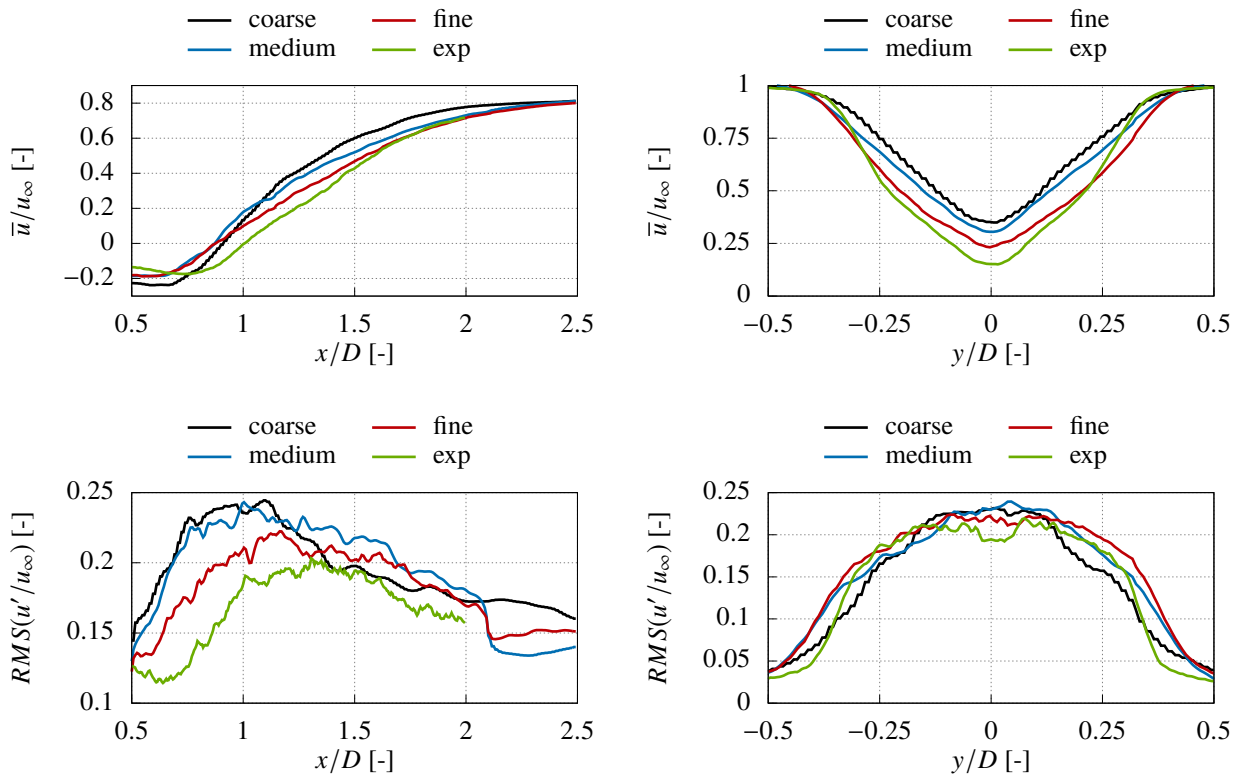 coarse fine
medium exp
0.8
0.6
0.4
0.2
0
−0.2
u̅/u∞ [-]
0.5 1 1.5 2 2.5
x/D [-]
coarse fine
medium exp
1
0.75
0.5
0.25
0
u̅/u∞ [-]
−0.5 −0.25 0 0.25 0.5
y/D [-]
coarse fine
medium exp
0.25
0.2
0.15
0.1
RMS(u′/u∞) [-]
0.5 1 1.5 2 2.5
x/D [-]
coarse fine
medium exp
0.25
0.2
0.15
0.1
0.05
0
RMS(u′/u∞) [-]
−0.5 −0.25 0 0.25 0.5
y/D [-]